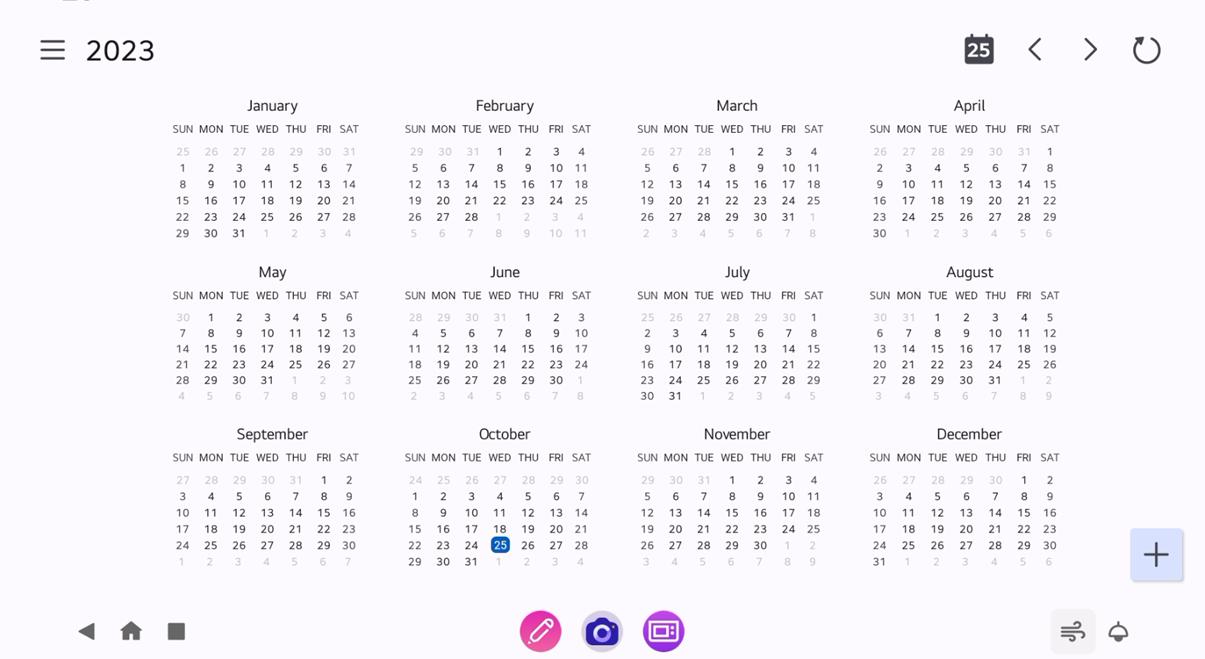 2023 25
January February March April
SUN MON TUE WED THU FRI SAT SUN MON TUE WED THU FRI SAT SUN MON TUE WED THU FRI SAT SUN MON TUE WED THU FRI SAT
25 26 27 28 29 30 31 29 30 31 1 2 3 4 26 27 28 1 2 3 4 26 27 28 29 30 31 1
1 2 3 4 5 6 7 5 6 7 8 9 10 11 5 6 7 8 9 10 11 2 3 4 5 6 7 8
8 9 10 11 12 13 14 12 13 14 15 16 17 18 12 13 14 15 16 17 18 9 10 11 12 13 14 15
15 16 17 18 19 20 21 19 20 21 22 23 24 25 19 20 21 22 23 24 25 16 17 18 19 20 21 22
22 23 24 25 26 27 28 26 27 28 1 2 3 4 26 27 28 29 30 31 1 23 24 25 26 27 28 29
29 30 31 1 2 3 4 5 6 7 8 9 10 11 2 3 4 5 6 7 8 30 1 2 3 4 5 6
May June July August
SUN MON TUE WED THU FRI SAT SUN MON TUE WED THU FRI SAT SUN MON TUE WED THU FRI SAT SUN MON TUE WED THU FRI SAT
30 1 2 3 4 5 6 28 29 30 31 1 2 3 25 26 27 28 29 30 1 30 31 1 2 3 4 5
7 8 9 10 11 12 13 4 5 6 7 8 9 10 2 3 4 5 6 7 8 6 7 8 9 10 11 12
14 15 16 17 18 19 20 11 12 13 14 15 16 17 9 10 11 12 13 14 15 13 14 15 16 17 18 19
21 22 23 24 25 26 27 18 19 20 21 22 23 24 16 17 18 19 20 21 22 20 21 22 23 24 25 26
28 29 30 31 1 2 3 25 26 27 28 29 30 1 23 24 25 26 27 28 29 27 28 29 30 31 1 2
4 5 6 7 8 9 10 2 3 4 5 6 7 8 30 31 1 2 3 4 5 3 4 5 6 7 8 9
September October November December
SUN MON TUE WED THU FRI SAT SUN MON TUE WED THU FRI SAT SUN MON TUE WED THU FRI SAT SUN MON TUE WED THU FRI SAT
27 28 29 30 31 1 2 24 25 26 27 28 29 30 29 30 31 1 2 3 4 26 27 28 29 30 1 2
3 4 5 6 7 8 9 1 2 3 4 5 6 7 5 6 7 8 9 10 11 3 4 5 6 7 8 9
10 11 12 13 14 15 16 8 9 10 11 12 13 14 12 13 14 15 16 17 18 10 11 12 13 14 15 16
17 18 19 20 21 22 23 15 16 17 18 19 20 21 19 20 21 22 23 24 25 17 18 19 20 21 22 23
24 25 26 27 28 29 30 22 23 24 25 26 27 28 26 27 28 29 30 1 2 24 25 26 27 28 29 30
1 2 3 4 5 6 7 29 30 31 1 2 3 4 3 4 5 6 7 8 9 31 1 2 3 4 5 6